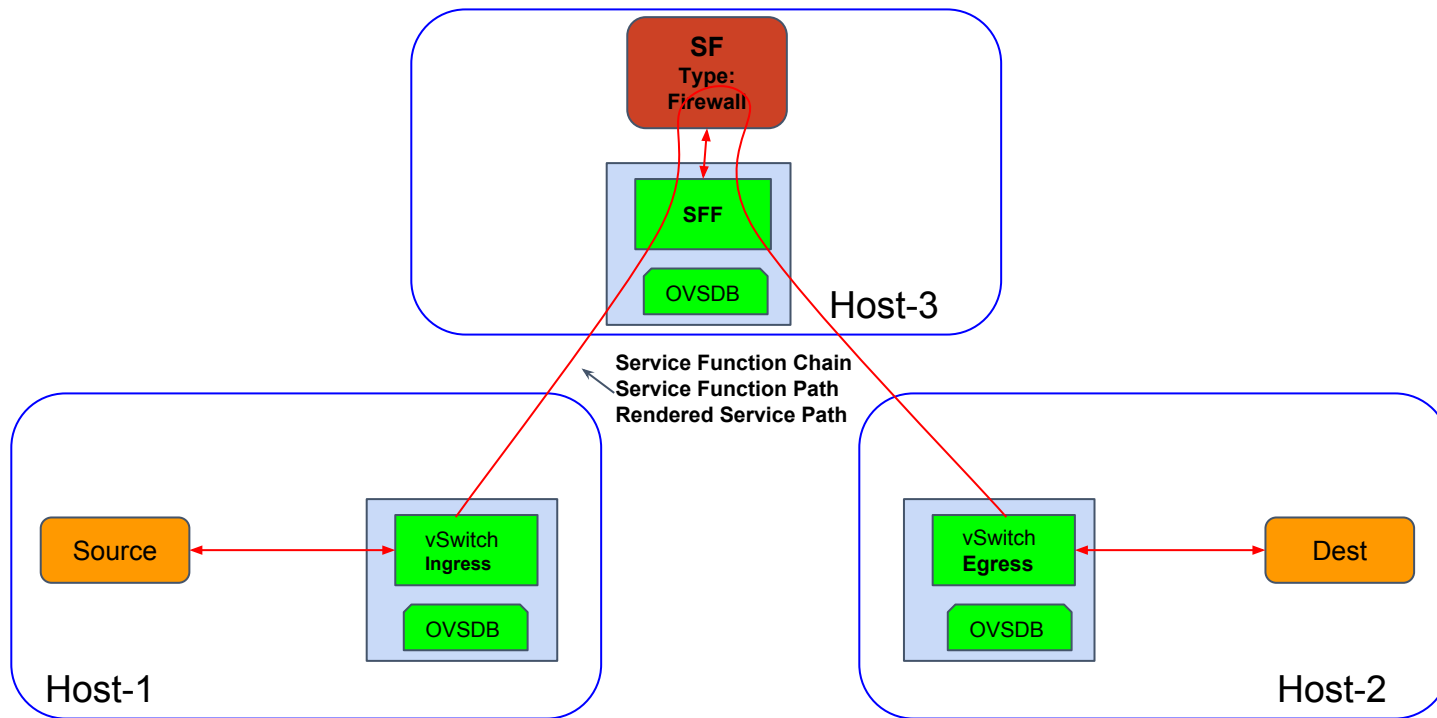 SF
Type:
Firewall
SFF
OVSDB
Host-3
Service Function Chain
Service Function Path
Rendered Service Path
Source
vSwitch
Ingress
OVSDB
Host-1
vSwitch
Egress
OVSDB
Dest
Host-2